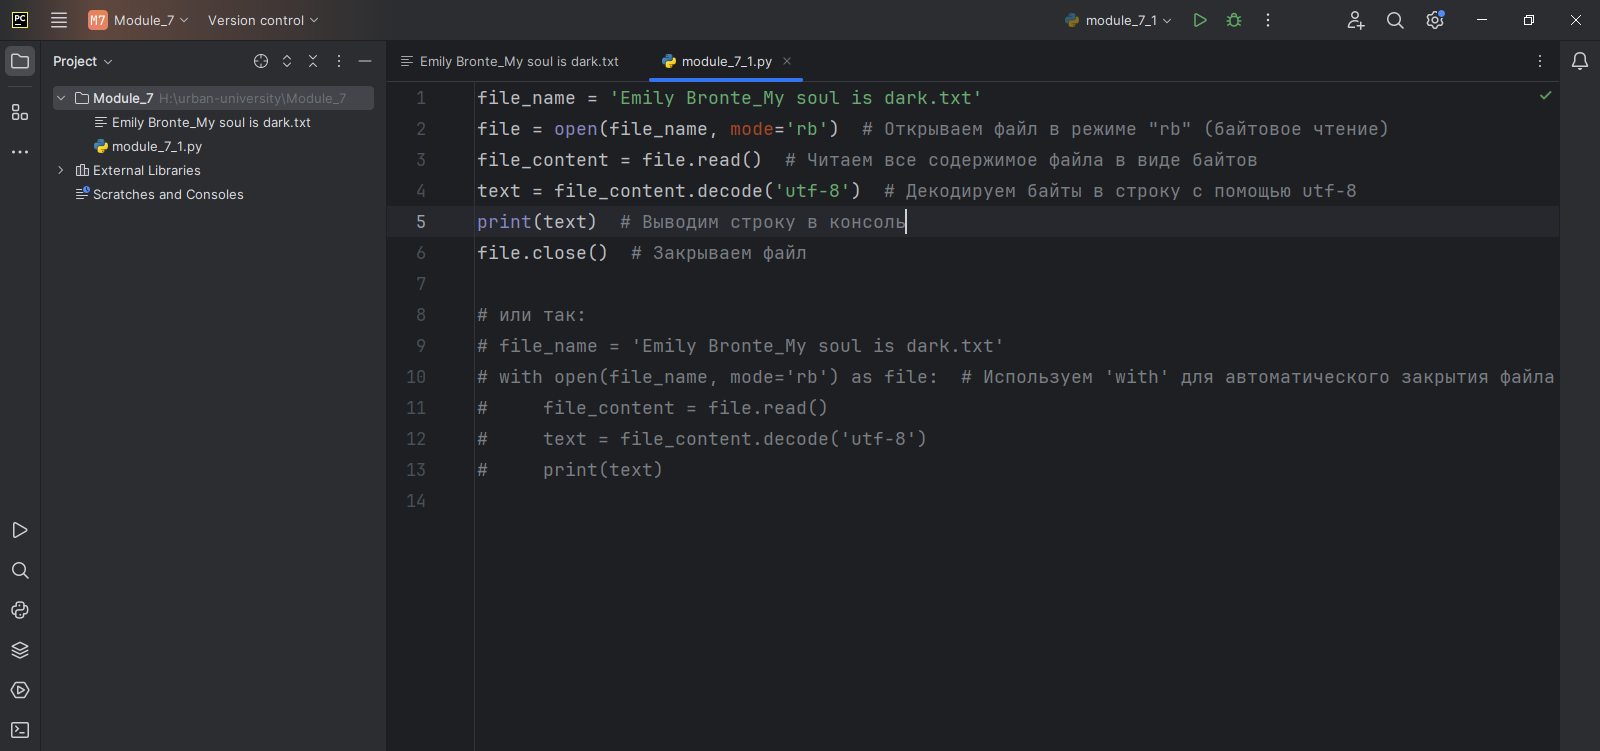 PC M7 Module_7 Version control module_7_1
Project
Module_7 H:\urban-university\Module_7
Emily Bronte_My soul is dark.txt
module_7_1.py
External Libraries
Scratches and Consoles
Emily Bronte_My soul is dark.txt module_7_1.py
1 file_name = 'Emily Bronte_My soul is dark.txt'
2 file = open(file_name, mode='rb')  # Открываем файл в режиме "rb" (байтовое чтение)
3 file_content = file.read()  # Читаем все содержимое файла в виде байтов
4 text = file_content.decode('utf-8')  # Декодируем байты в строку с помощью utf-8
5 print(text)  # Выводим строку в консоль
6 file.close()  # Закрываем файл
7
8 # или так:
9 # file_name = 'Emily Bronte_My soul is dark.txt'
10 # with open(file_name, mode='rb') as file:  # Используем 'with' для автоматического закрытия файла
11 #     file_content = file.read()
12 #     text = file_content.decode('utf-8')
13 #     print(text)
14